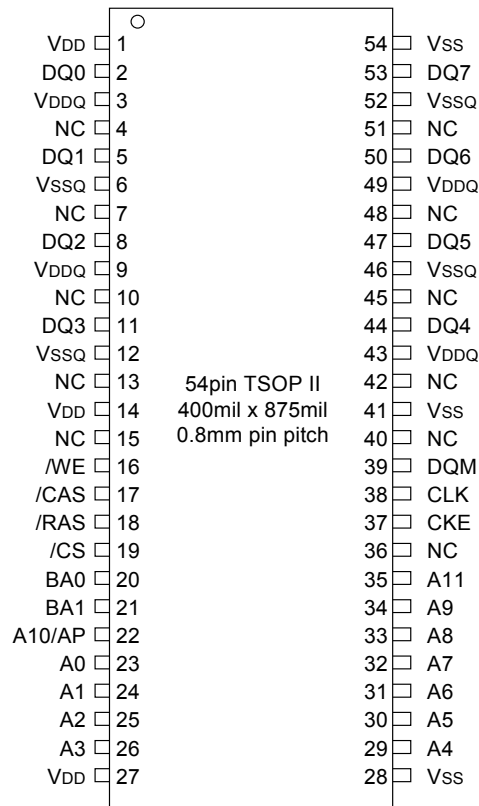 VDD 1 54 VSS
DQ0 2 53 DQ7
VDDQ 3 52 VSSQ
NC 4 51 NC
DQ1 5 50 DQ6
VSSQ 6 49 VDDQ
NC 7 48 NC
DQ2 8 47 DQ5
VDDQ 9 46 VSSQ
NC 10 45 NC
DQ3 11 44 DQ4
VSSQ 12 43 VDDQ
NC 13 54pin TSOP II 42 NC
VDD 14 400mil x 875mil 41 VSS
NC 15 0.8mm pin pitch 40 NC
/WE 16 39 DQM
/CAS 17 38 CLK
/RAS 18 37 CKE
/CS 19 36 NC
BA0 20 35 A11
BA1 21 34 A9
A10/AP 22 33 A8
A0 23 32 A7
A1 24 31 A6
A2 25 30 A5
A3 26 29 A4
VDD 27 28 VSS